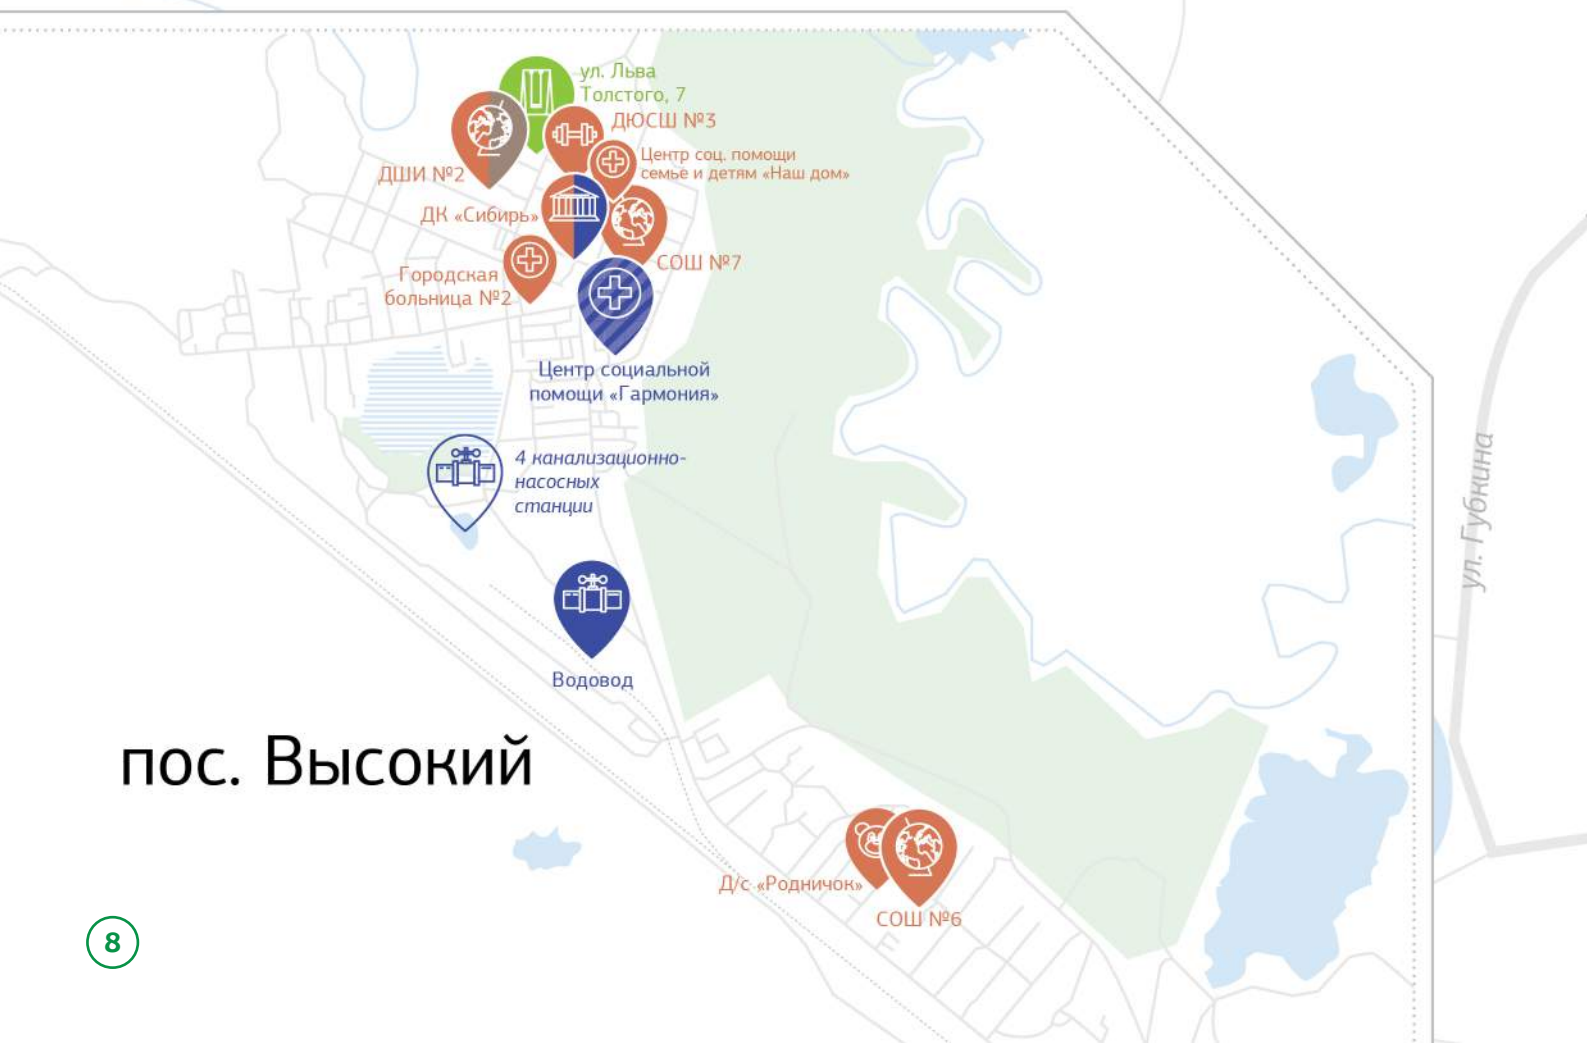 ул. Льва
Толстого, 7
ДЮСШ №3
Центр соц. помощи
семье и детям «Наш дом»
ДШИ №2
ДК «Сибирь»
СОШ №7
Городская
больница №2
Центр социальной
помощи «Гармония»
4 канализационно-
насосных
станции
ул. Губкина
Водовод
пос. Высокий
Д/с «Родничок»
СОШ №6
8